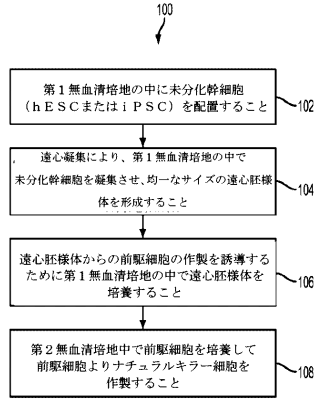 100
第1無血清培地の中に未分化幹細胞
(hESCまたはiPSC)を配置すること
102
遠心凝集により、第1無血清培地の中で
未分化幹細胞を凝集させ、均一なサイズの遠心胚様
体を形成すること
104
遠心胚様体からの前駆細胞の作製を誘導する
ために第1無血清培地の中で遠心胚様体を
培養すること
106
第2無血清培地中で前駆細胞を培養して
前駆細胞よりナチュラルキラー細胞を
作製すること
108